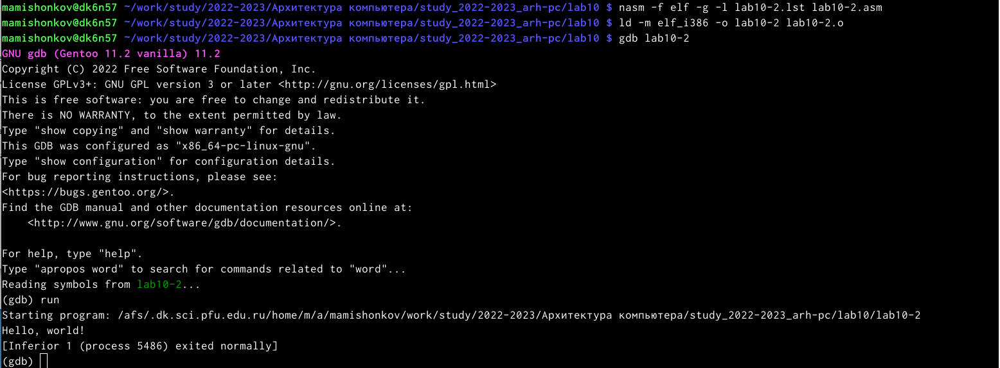 mamishonkov@dk6n57 ~/work/study/2022-2023/Архитектура компьютера/study_2022-2023_arh-pc/lab10 $ nasm -f elf -g -l lab10-2.lst lab10-2.asm
mamishonkov@dk6n57 ~/work/study/2022-2023/Архитектура компьютера/study_2022-2023_arh-pc/lab10 $ ld -m elf_i386 -o lab10-2 lab10-2.o
mamishonkov@dk6n57 ~/work/study/2022-2023/Архитектура компьютера/study_2022-2023_arh-pc/lab10 $ gdb lab10-2
GNU gdb (Gentoo 11.2 vanilla) 11.2
Copyright (C) 2022 Free Software Foundation, Inc.
License GPLv3+: GNU GPL version 3 or later <http://gnu.org/licenses/gpl.html>
This is free software: you are free to change and redistribute it.
There is NO WARRANTY, to the extent permitted by law.
Type "show copying" and "show warranty" for details.
This GDB was configured as "x86_64-pc-linux-gnu".
Type "show configuration" for configuration details.
For bug reporting instructions, please see:
<https://bugs.gentoo.org/>.
Find the GDB manual and other documentation resources online at:
    <http://www.gnu.org/software/gdb/documentation/>.

For help, type "help".
Type "apropos word" to search for commands related to "word"...
Reading symbols from lab10-2...
(gdb) run
Starting program: /afs/.dk.sci.pfu.edu.ru/home/m/a/mamishonkov/work/study/2022-2023/Архитектура компьютера/study_2022-2023_arh-pc/lab10/lab10-2
Hello, world!
[Inferior 1 (process 5486) exited normally]
(gdb)